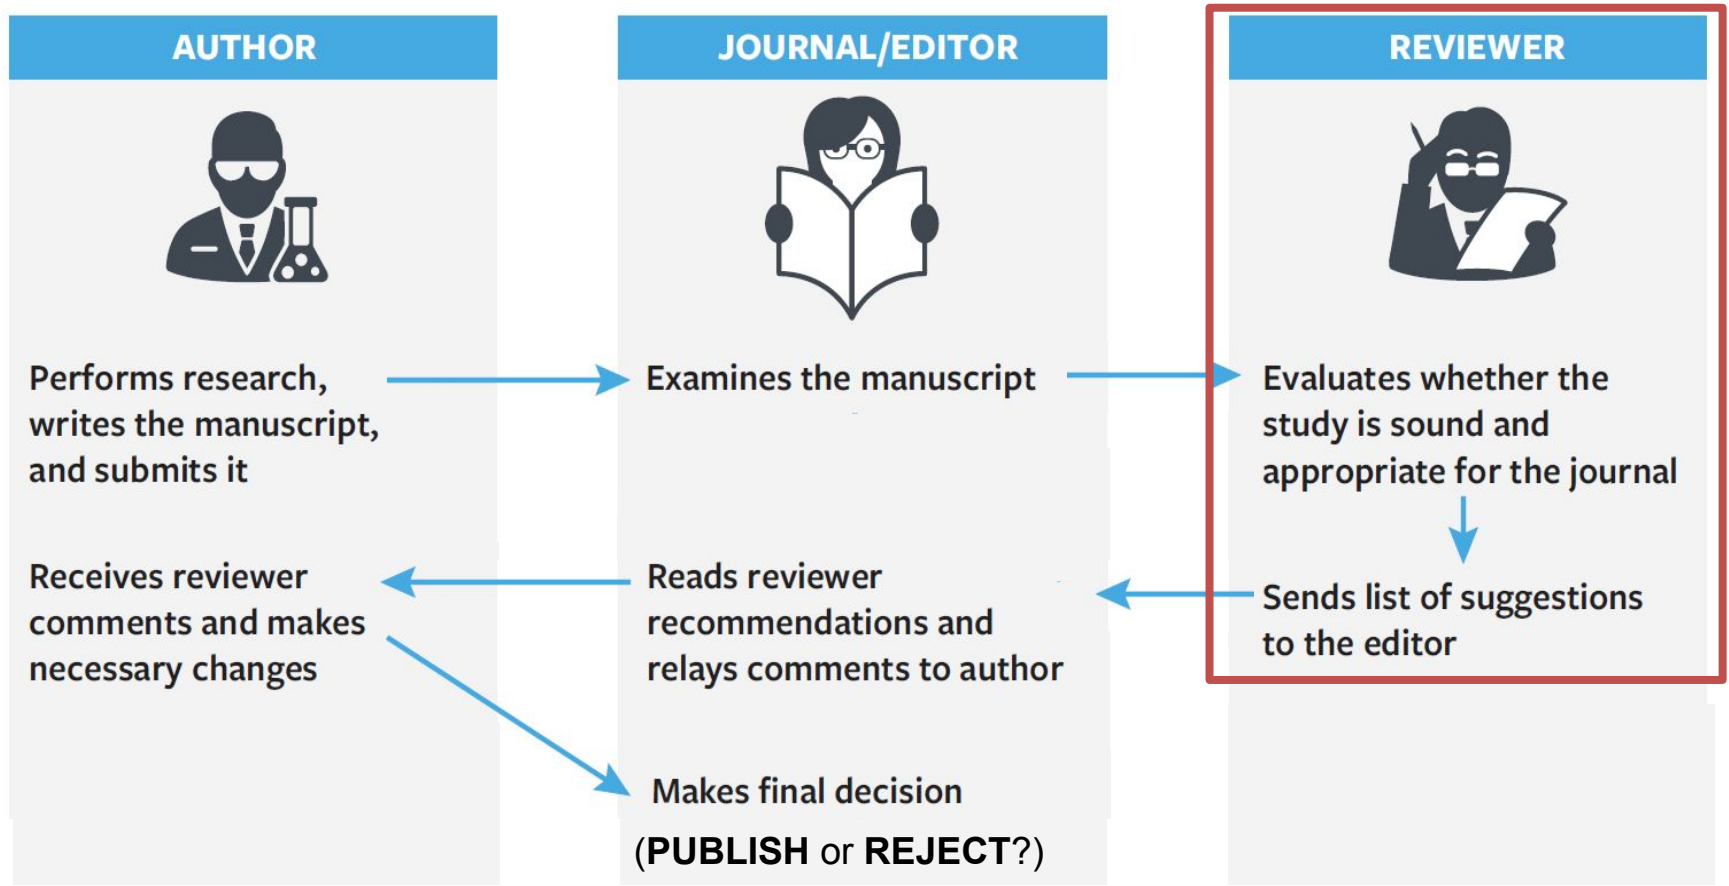 AUTHOR
JOURNAL/EDITOR
REVIEWER
Performs research,
writes the manuscript,
and submits it
Examines the manuscript
Evaluates whether the
study is sound and
appropriate for the journal
Sends list of suggestions
to the editor
Reads reviewer
recommendations and
relays comments to author
Receives reviewer
comments and makes
necessary changes
Makes final decision
(PUBLISH or REJECT?)